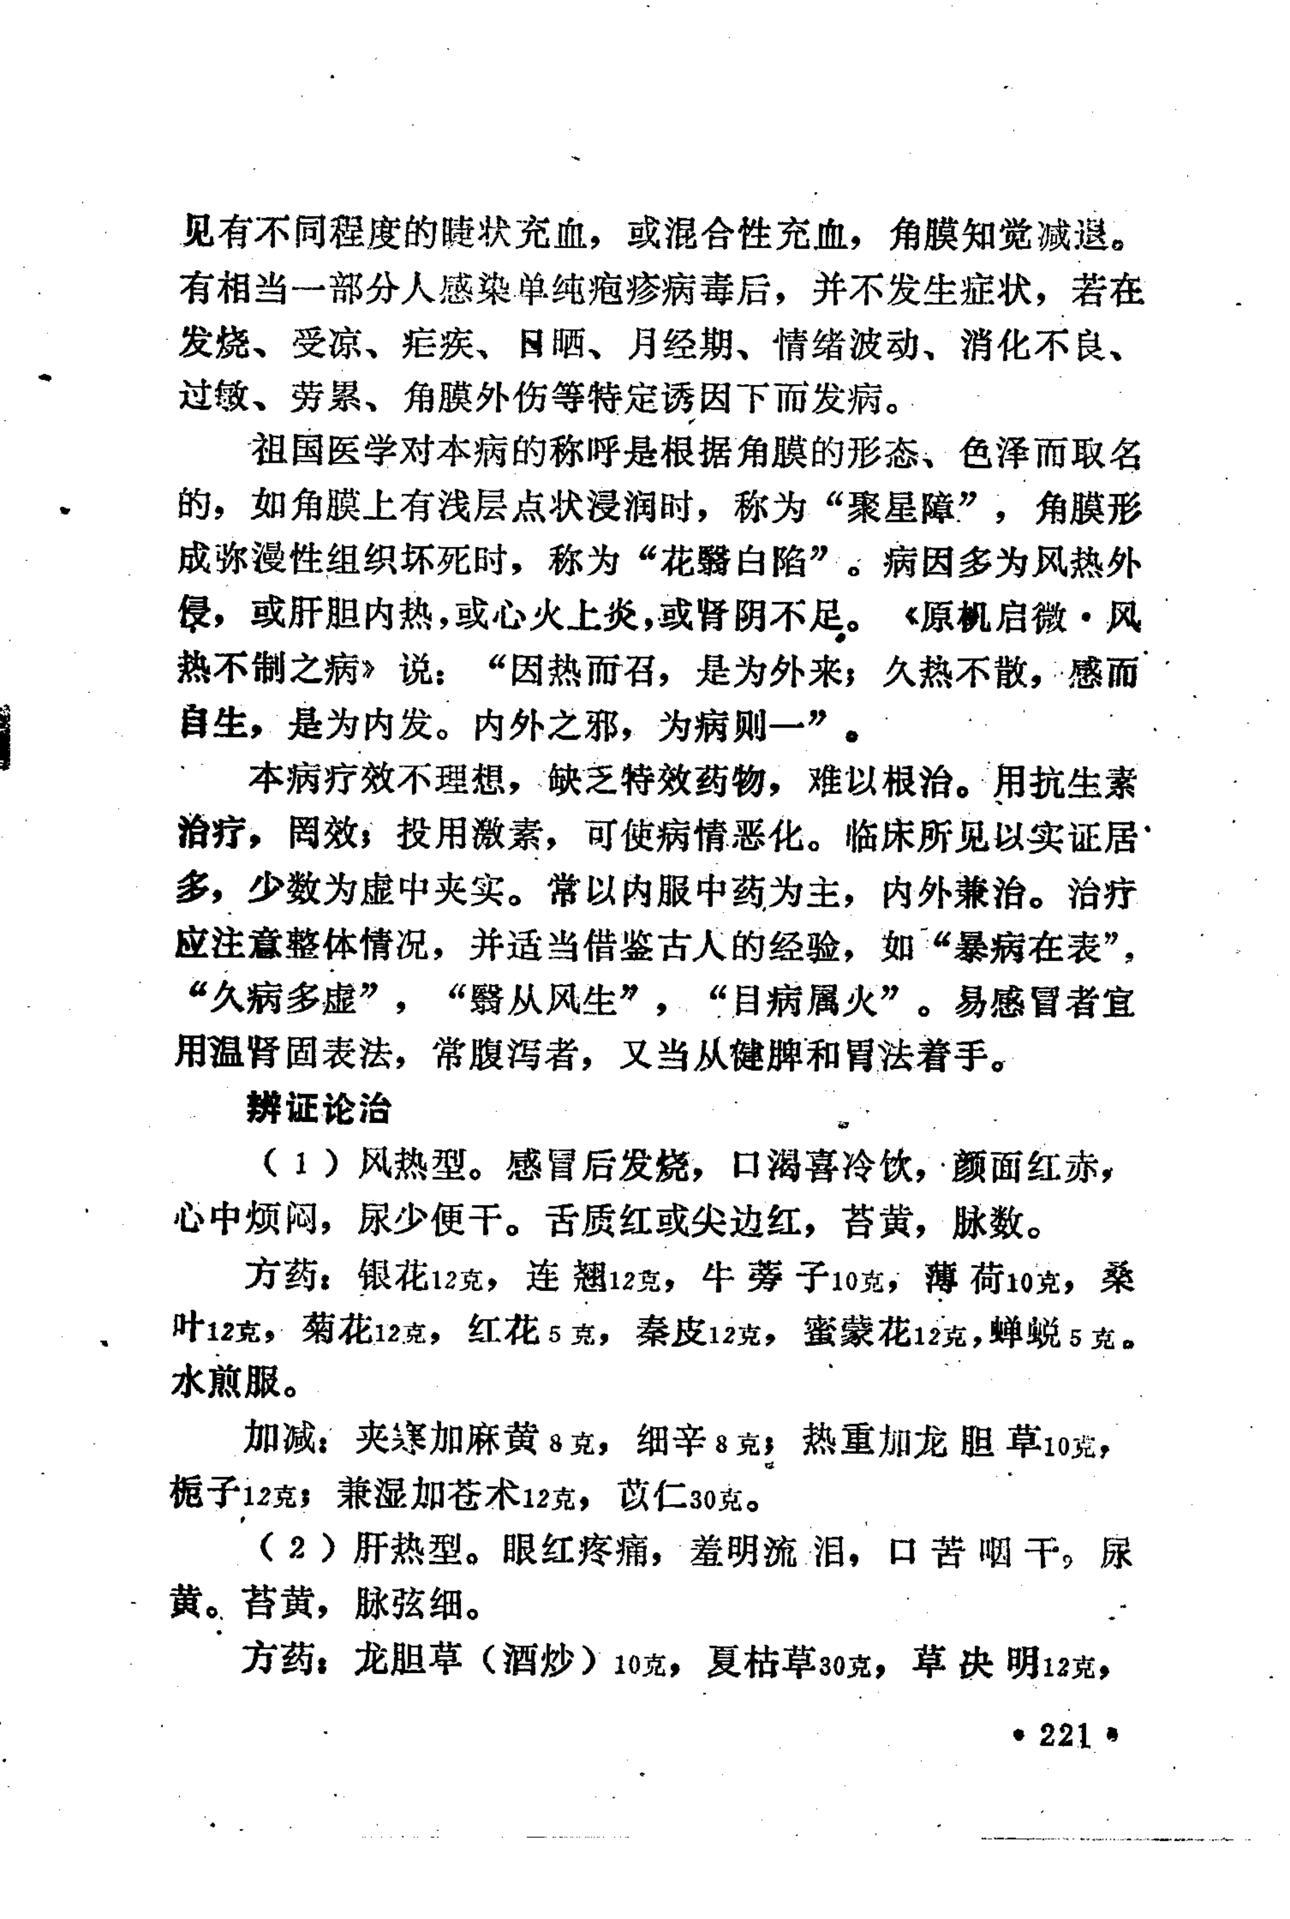 见有不同程度的睫状充血，或混合性充血，角膜知觉减退。
有相当一部分人感染单纯疱疹病毒后，并不发生症状，若在
发烧、受凉、疟疾、日晒、月经期、情绪波动、消化不良、
过敏、劳累、角膜外伤等特定诱因下而发病。
祖国医学对本病的称呼是根据角膜的形态、色泽而取名
的，如角膜上有浅层点状浸润时，称为“聚星障”，角膜形
成弥漫性组织坏死时，称为“花翳白陷”。病因多为风热外
侵，或肝胆内热，或心火上炎，或肾阴不足。《原机启微·风
热不制之病》说：“因热而召，是为外来；久热不散，感而
自生，是为内发。内外之邪，为病则一”。
本病疗效不理想，缺乏特效药物，难以根治。用抗生素
治疗，罔效；投用激素，可使病情恶化。临床所见以实证居
多，少数为虚中夹实。常以内服中药为主，内外兼治。治疗
应注意整体情况，并适当借鉴古人的经验，如“暴病在表”，
“久病多虚”，“翳从风生”，“目病属火”。易感冒者宜
用温肾固表法，常腹泻者，又当从健脾和胃法着手。
辨证论治
（1）风热型。感冒后发烧，口渴喜冷饮，颜面红赤，
心中烦闷，尿少便干。舌质红或尖边红，苔黄，脉数。
方药：银花12克，连翘12克，牛蒡子10克，薄荷10克，桑
叶12克，菊花12克，红花5克，秦皮12克，蜜蒙花12克，蝉蜕5克。
水煎服。
加减：夹寒加麻黄8克，细辛8克；热重加龙胆草10克，
栀子12克；兼湿加苍术12克，苡仁30克。
（2）肝热型。眼红疼痛，羞明流泪，口苦咽干，尿
黄。苔黄，脉弦细。
方药：龙胆草（酒炒）10克，夏枯草30克，草决明12克，
•221•